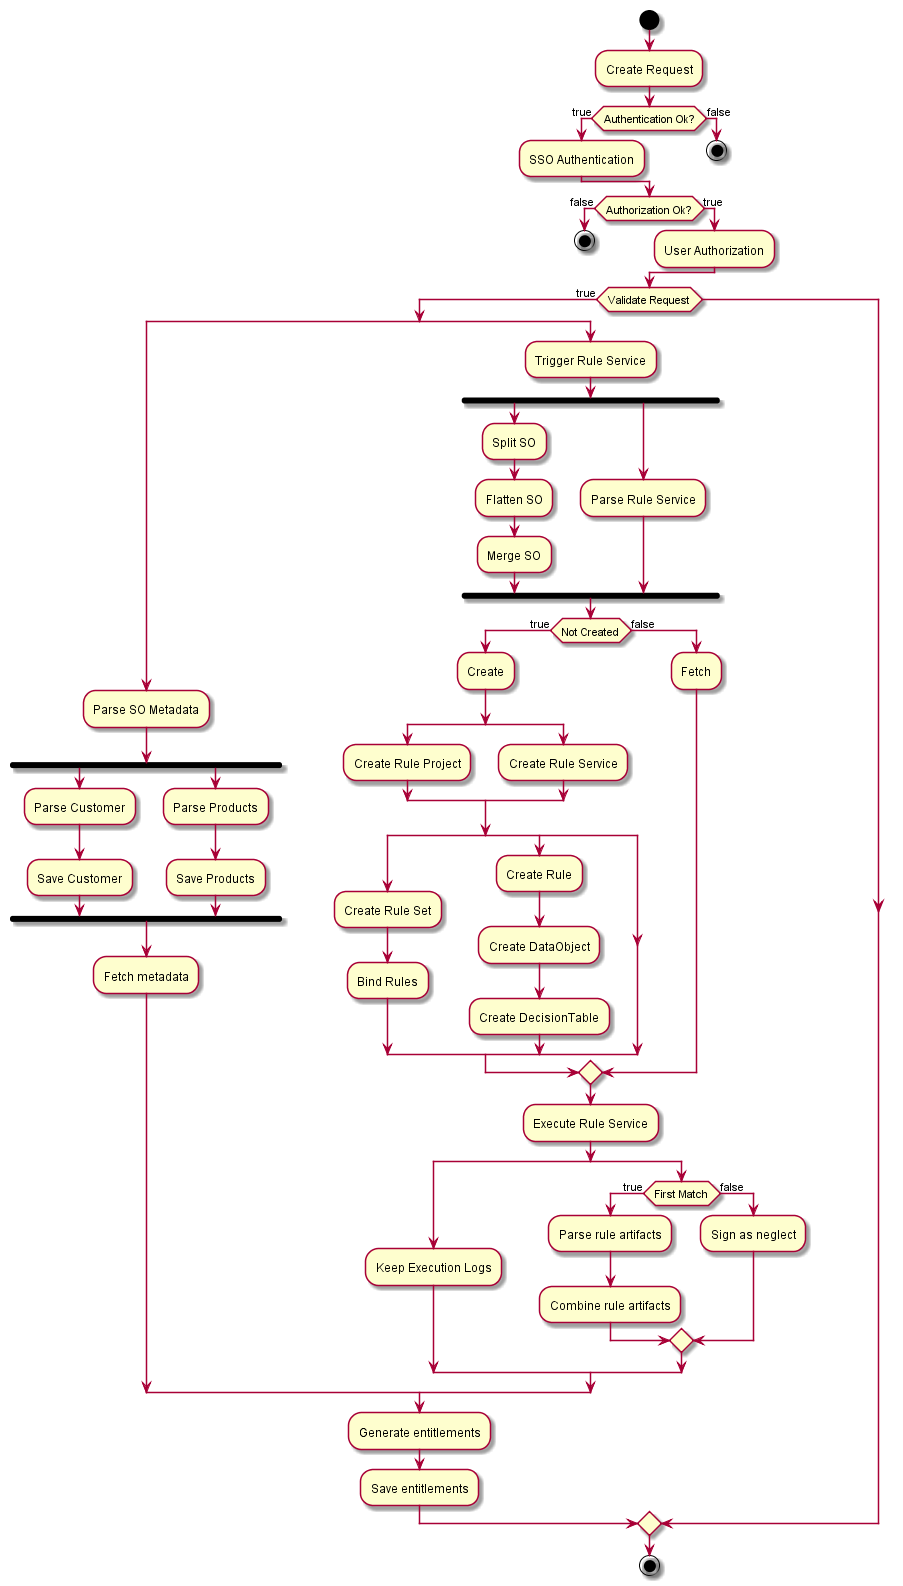 Create Request
true
Authentication Ok?
false
SSO Authentication
false
Authorization Ok?
true
User Authorization
true
Validate Request
Trigger Rule Service
Split SO
Flatten SO
Parse Rule Service
Merge SO
true
Not Created
false
Create
Fetch
Parse SO Metadata
Create Rule Project
Create Rule Service
Parse Customer
Parse Products
Save Customer
Save Products
Create Rule
Create Rule Set
Create DataObject
Fetch metadata
Bind Rules
Create DecisionTable
Execute Rule Service
true
First Match
false
Parse rule artifacts
Sign as neglect
Keep Execution Logs
Combine rule artifacts
Generate entitlements
Save entitlements